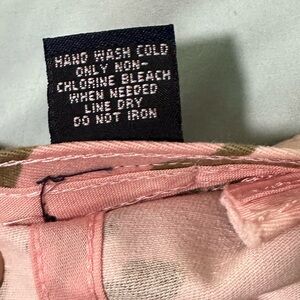 HAND WASH COLD
ONLY NON-
CHLORINE BLEACH
WHEN NEEDED
LINE DRY
DO NOT IRON